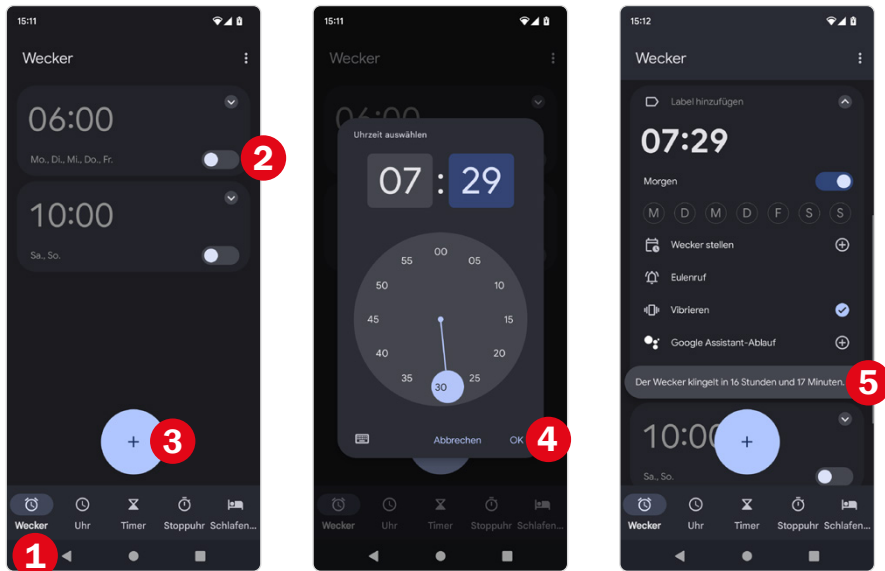 15:11
Wecker
06:00
Mo., Di., Mi., Do., Fr.
2
10:00
Sa., So.
+
3
Wecker
Uhr
Timer
Stoppuhr
Schlafen...
1
15:11
Wecker
06:00
Uhrzeit auswählen
07 : 29
00
05
10
15
20
25
30
35
40
45
50
55
Abbrechen
OK
4
Wecker
Uhr
Timer
Stoppuhr
Schlafen...
15:12
Wecker
Label hinzufügen
07:29
Morgen
M D M D F S S
Wecker stellen
Eulenruf
Vibrieren
Google Assistant-Ablauf
Der Wecker klingelt in 16 Stunden und 17 Minuten.
5
10:00
+
Sa., So.
Wecker
Uhr
Timer
Stoppuhr
Schlafen...